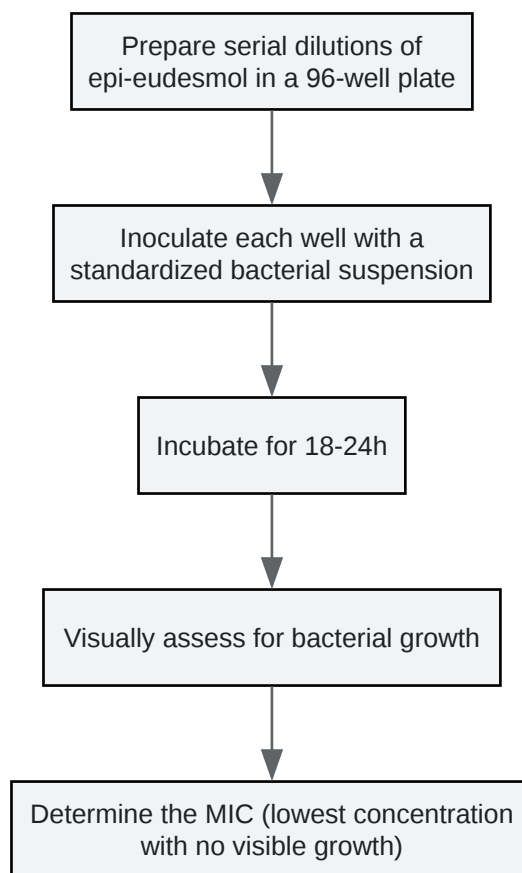 Prepare serial dilutions of
epi-eudesmol in a 96-well plate
Inoculate each well with a
standardized bacterial suspension
Incubate for 18-24h
Visually assess for bacterial growth
Determine the MIC (lowest concentration
with no visible growth)